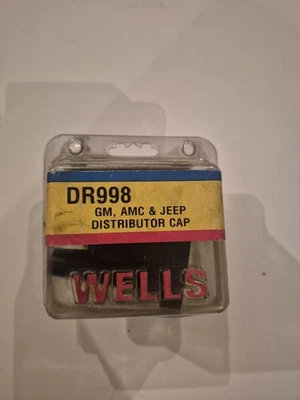 DR998
GM, AMC & JEEP
DISTRIBUTOR CAP
WELLS